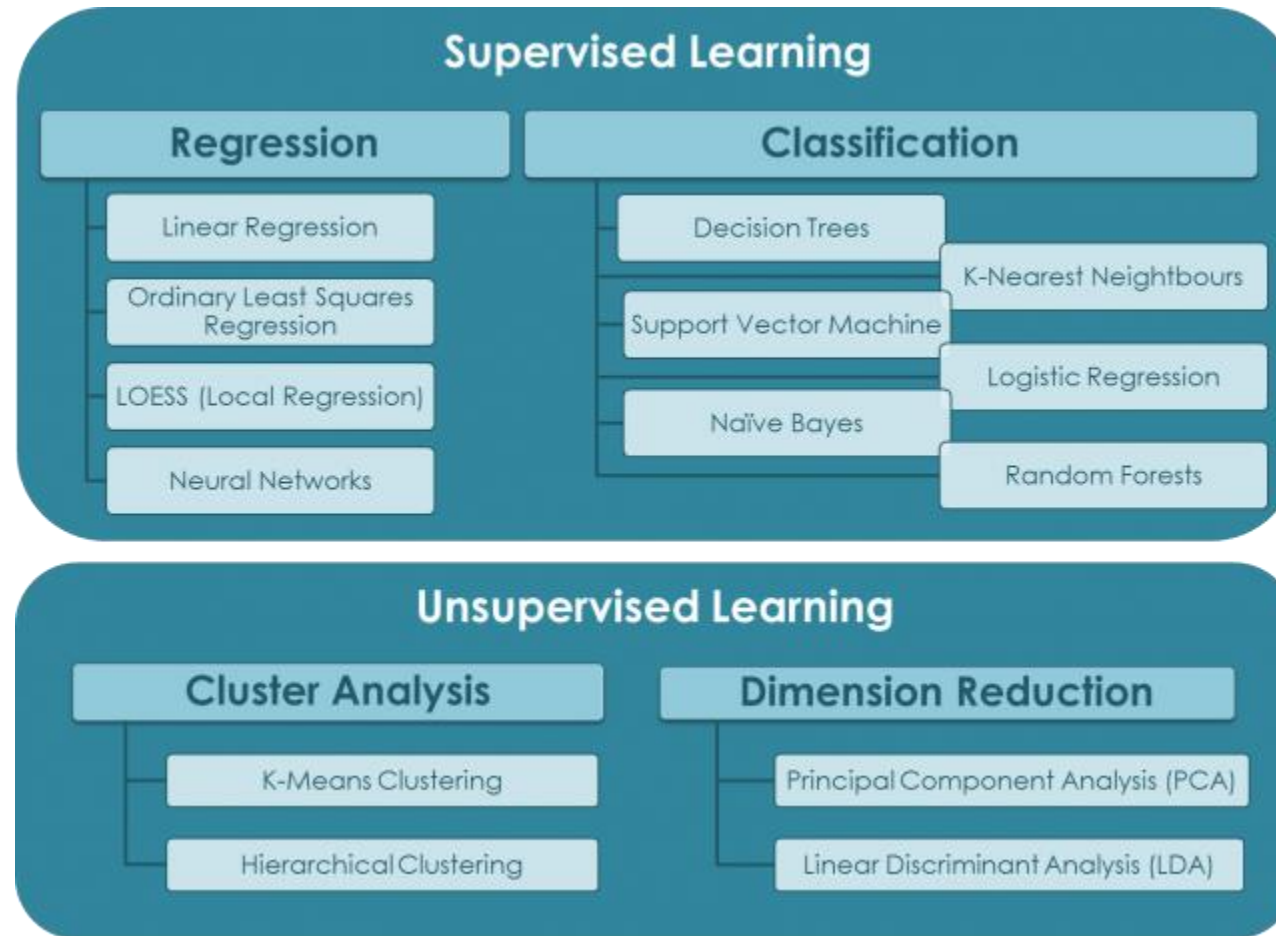 Supervised Learning
Regression
Linear Regression
Ordinary Least Squares
Regression
LOESS (Local Regression)
Neural Networks
Classification
Decision Trees
K-Nearest Neightbours
Support Vector Machine
Logistic Regression
Naïve Bayes
Random Forests
Unsupervised Learning
Cluster Analysis
K-Means Clustering
Hierarchical Clustering
Dimension Reduction
Principal Component Analysis (PCA)
Linear Discriminant Analysis (LDA)